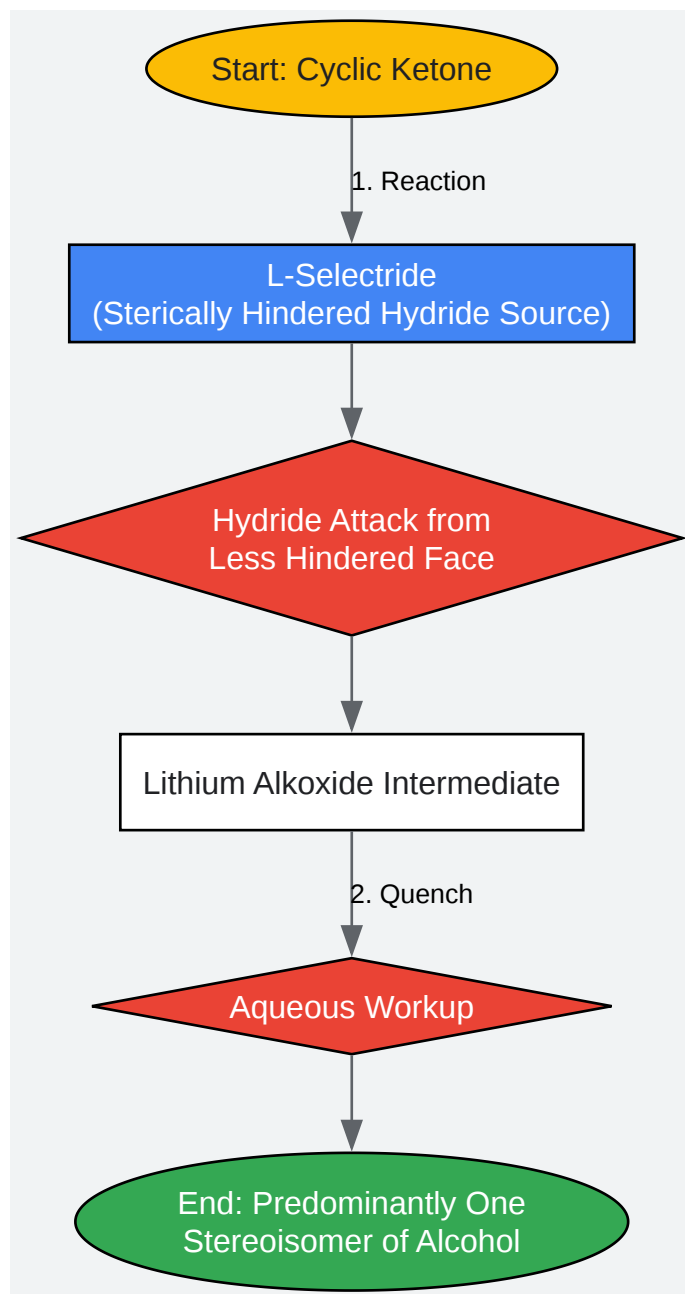 Start: Cyclic Ketone
1. Reaction
L-Selectride
(Sterically Hindered Hydride Source)
Hydride Attack from
Less Hindered Face
Lithium Alkoxide Intermediate
2. Quench
Aqueous Workup
End: Predominantly One
Stereoisomer of Alcohol